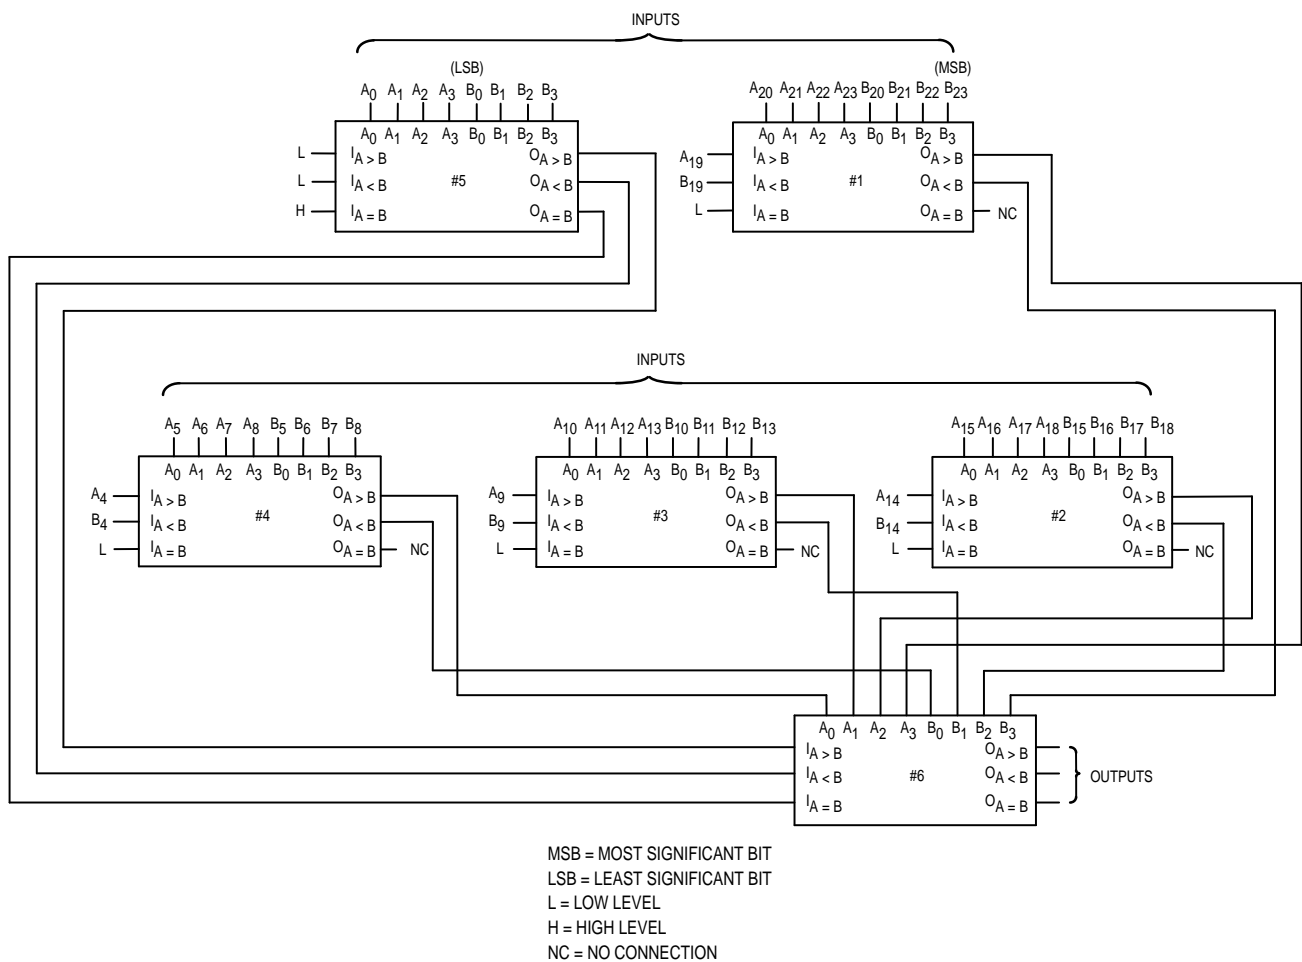 INPUTS
(LSB) (MSB)
A0 A1 A2 A3 B0 B1 B2 B3 A20 A21 A22 A23 B20 B21 B22 B23
A0 A1 A2 A3 B0 B1 B2 B3 A0 A1 A2 A3 B0 B1 B2 B3
L IA > B OA > B A19 IA > B OA > B
L IA < B #5 OA < B B19 IA < B #1 OA < B
H IA = B OA = B L IA = B OA = B NC
INPUTS
A5 A6 A7 A8 B5 B6 B7 B8 A10 A11 A12 A13 B10 B11 B12 B13 A15 A16 A17 A18 B15 B16 B17 B18
A0 A1 A2 A3 B0 B1 B2 B3 A0 A1 A2 A3 B0 B1 B2 B3 A0 A1 A2 A3 B0 B1 B2 B3
A4 IA > B OA > B A9 IA > B OA > B A14 IA > B OA > B
B4 IA < B #4 OA < B B9 IA < B #3 OA < B B14 IA < B #2 OA < B
L IA = B OA = B NC L IA = B OA = B NC L IA = B OA = B NC
A0 A1 A2 A3 B0 B1 B2 B3
IA > B OA > B
IA < B #6 OA < B OUTPUTS
IA = B OA = B
MSB = MOST SIGNIFICANT BIT
LSB = LEAST SIGNIFICANT BIT
L = LOW LEVEL
H = HIGH LEVEL
NC = NO CONNECTION